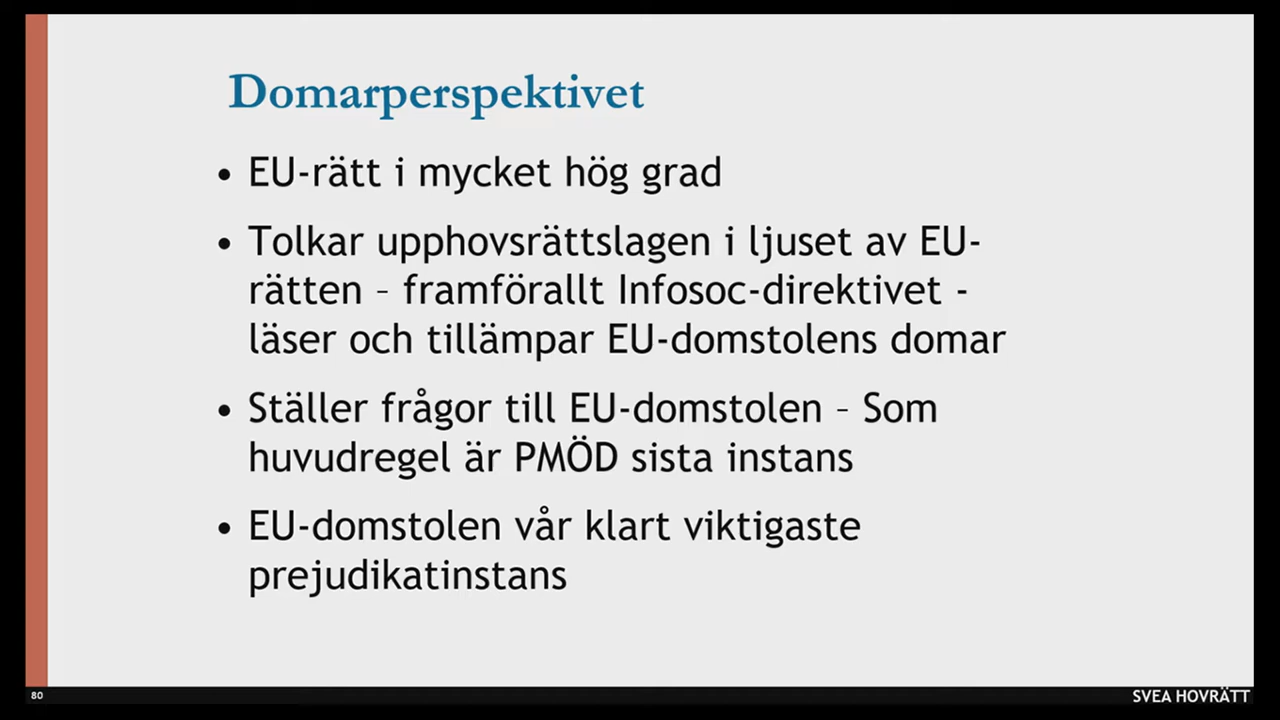 Domarperspektivet
• EU-rätt i mycket hög grad
• Tolkar upphovsrättslagen i ljuset av EU-
rätten – framförallt Infosoc-direktivet -
läser och tillämpar EU-domstolens domar
• Ställer frågor till EU-domstolen – Som
huvudregel är PMÖD sista instans
• EU-domstolen vår klart viktigaste
prejudikatinstans
80
SVEA HOVRÄTT